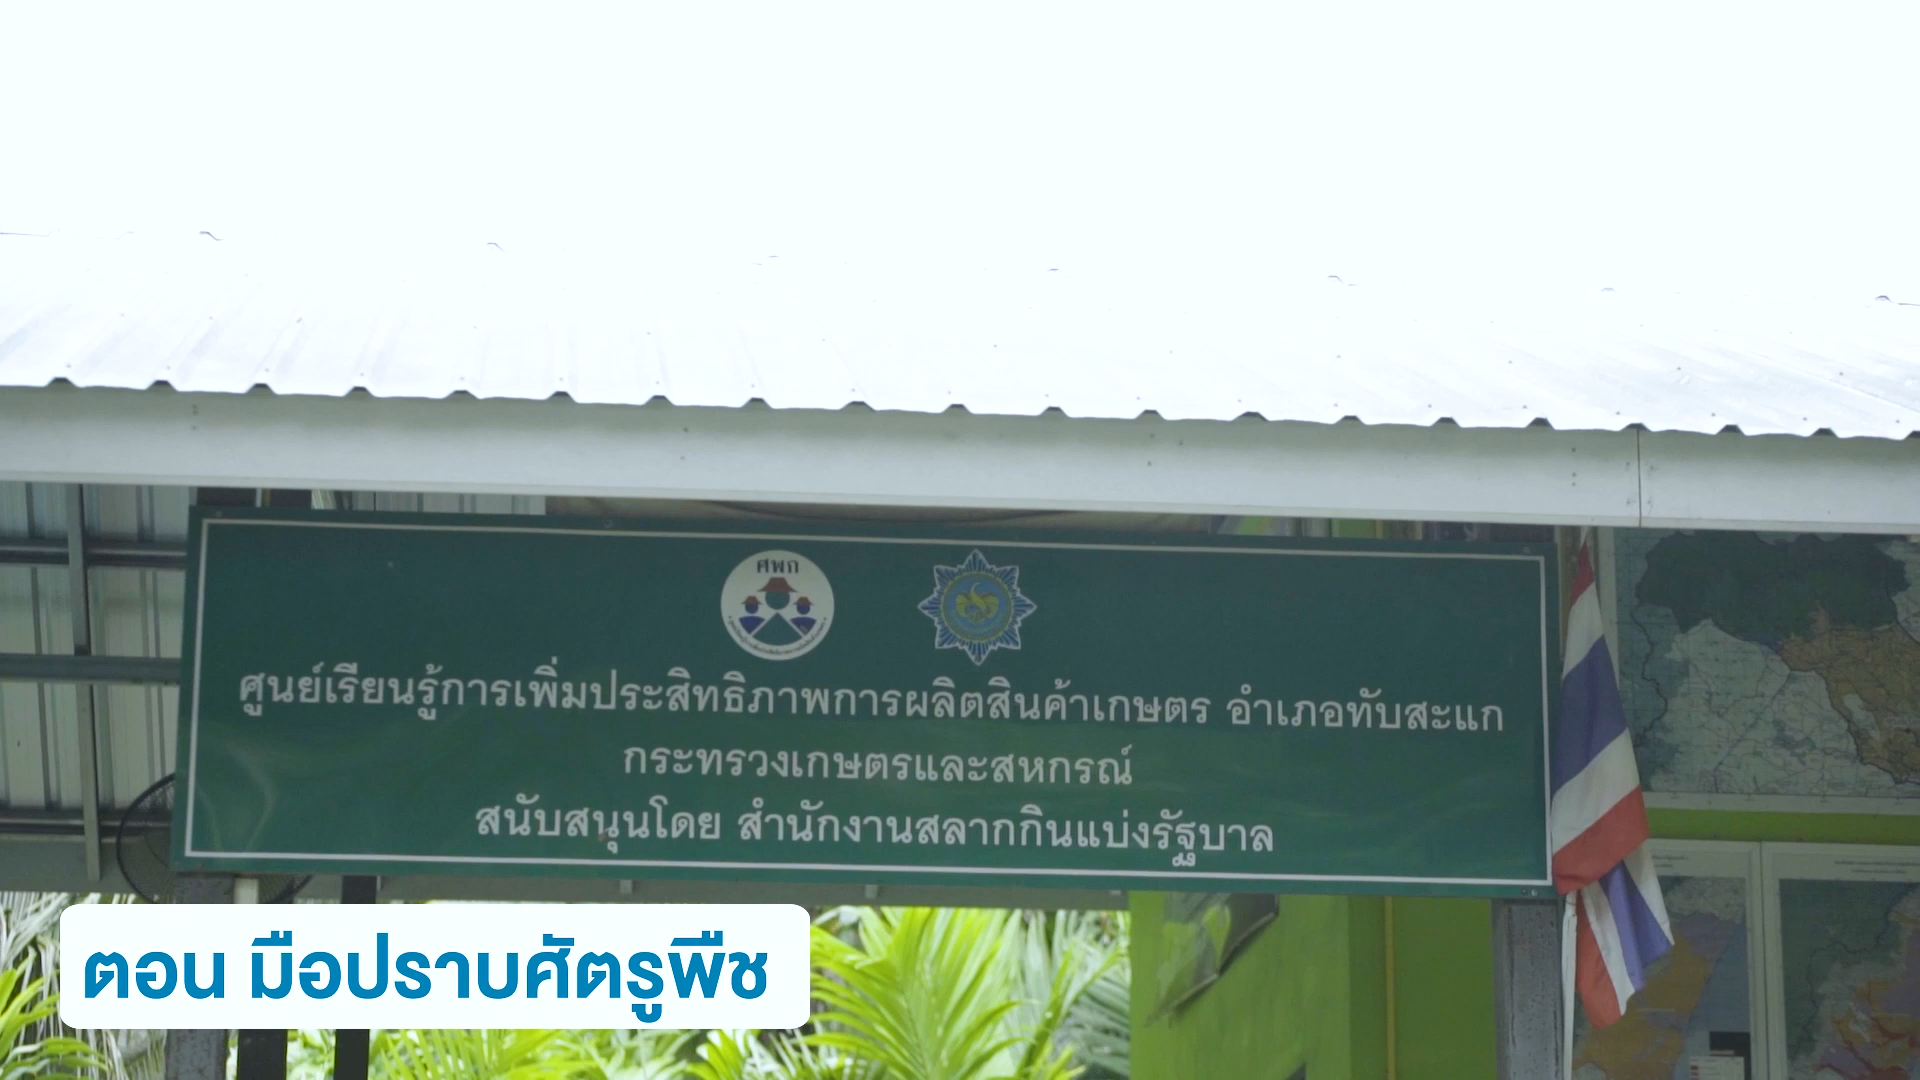 ศพก
ศูนย์เรียนรู้การเพิ่มประสิทธิภาพการผลิตสินค้าเกษตร อำเภอทับสะแก
กระทรวงเกษตรและสหกรณ์
สนับสนุนโดย สำนักงานสลากกินแบ่งรัฐบาล
ตอน มือปราบศัตรูพืช